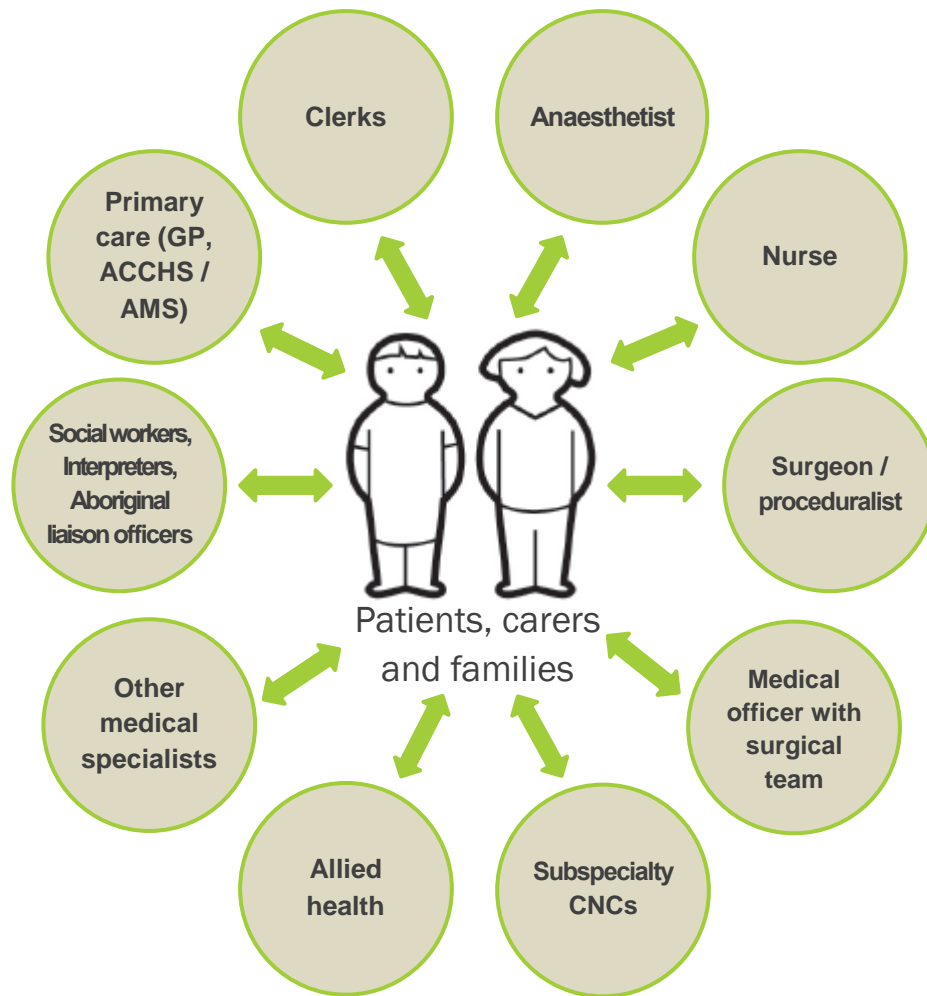 Clerks
Anaesthetist
Primary
care (GP,
ACCHS /
AMS)
Nurse
Social workers,
Interpreters,
Aboriginal
liaison officers
Surgeon /
proceduralist
Patients, carers
and families
Other
medical
specialists
Medical
officer with
surgical
team
Allied
health
Subspecialty
CNCs